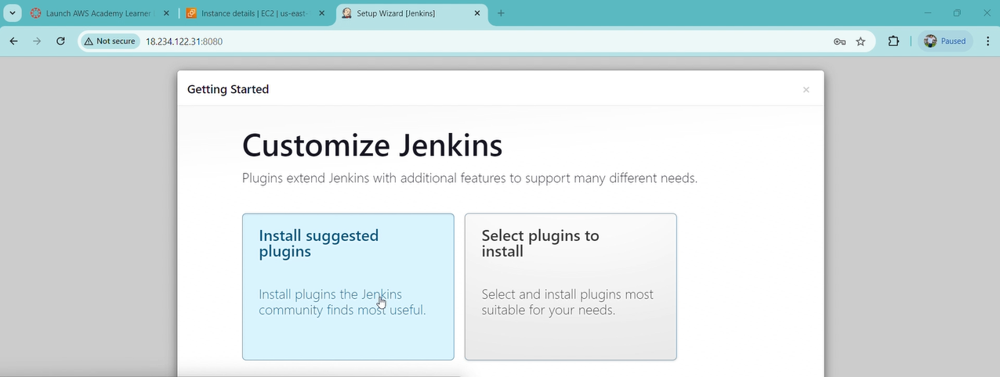 Launch AWS Academy Learner
Instance details | EC2 | us-east-
Setup Wizard [Jenkins]
Not secure
18.234.122.31:8080
Paused
Getting Started
Customize Jenkins
Plugins extend Jenkins with additional features to support many different needs.
Install suggested
plugins
Install plugins the Jenkins
community finds most useful.
Select plugins to
install
Select and install plugins most
suitable for your needs.